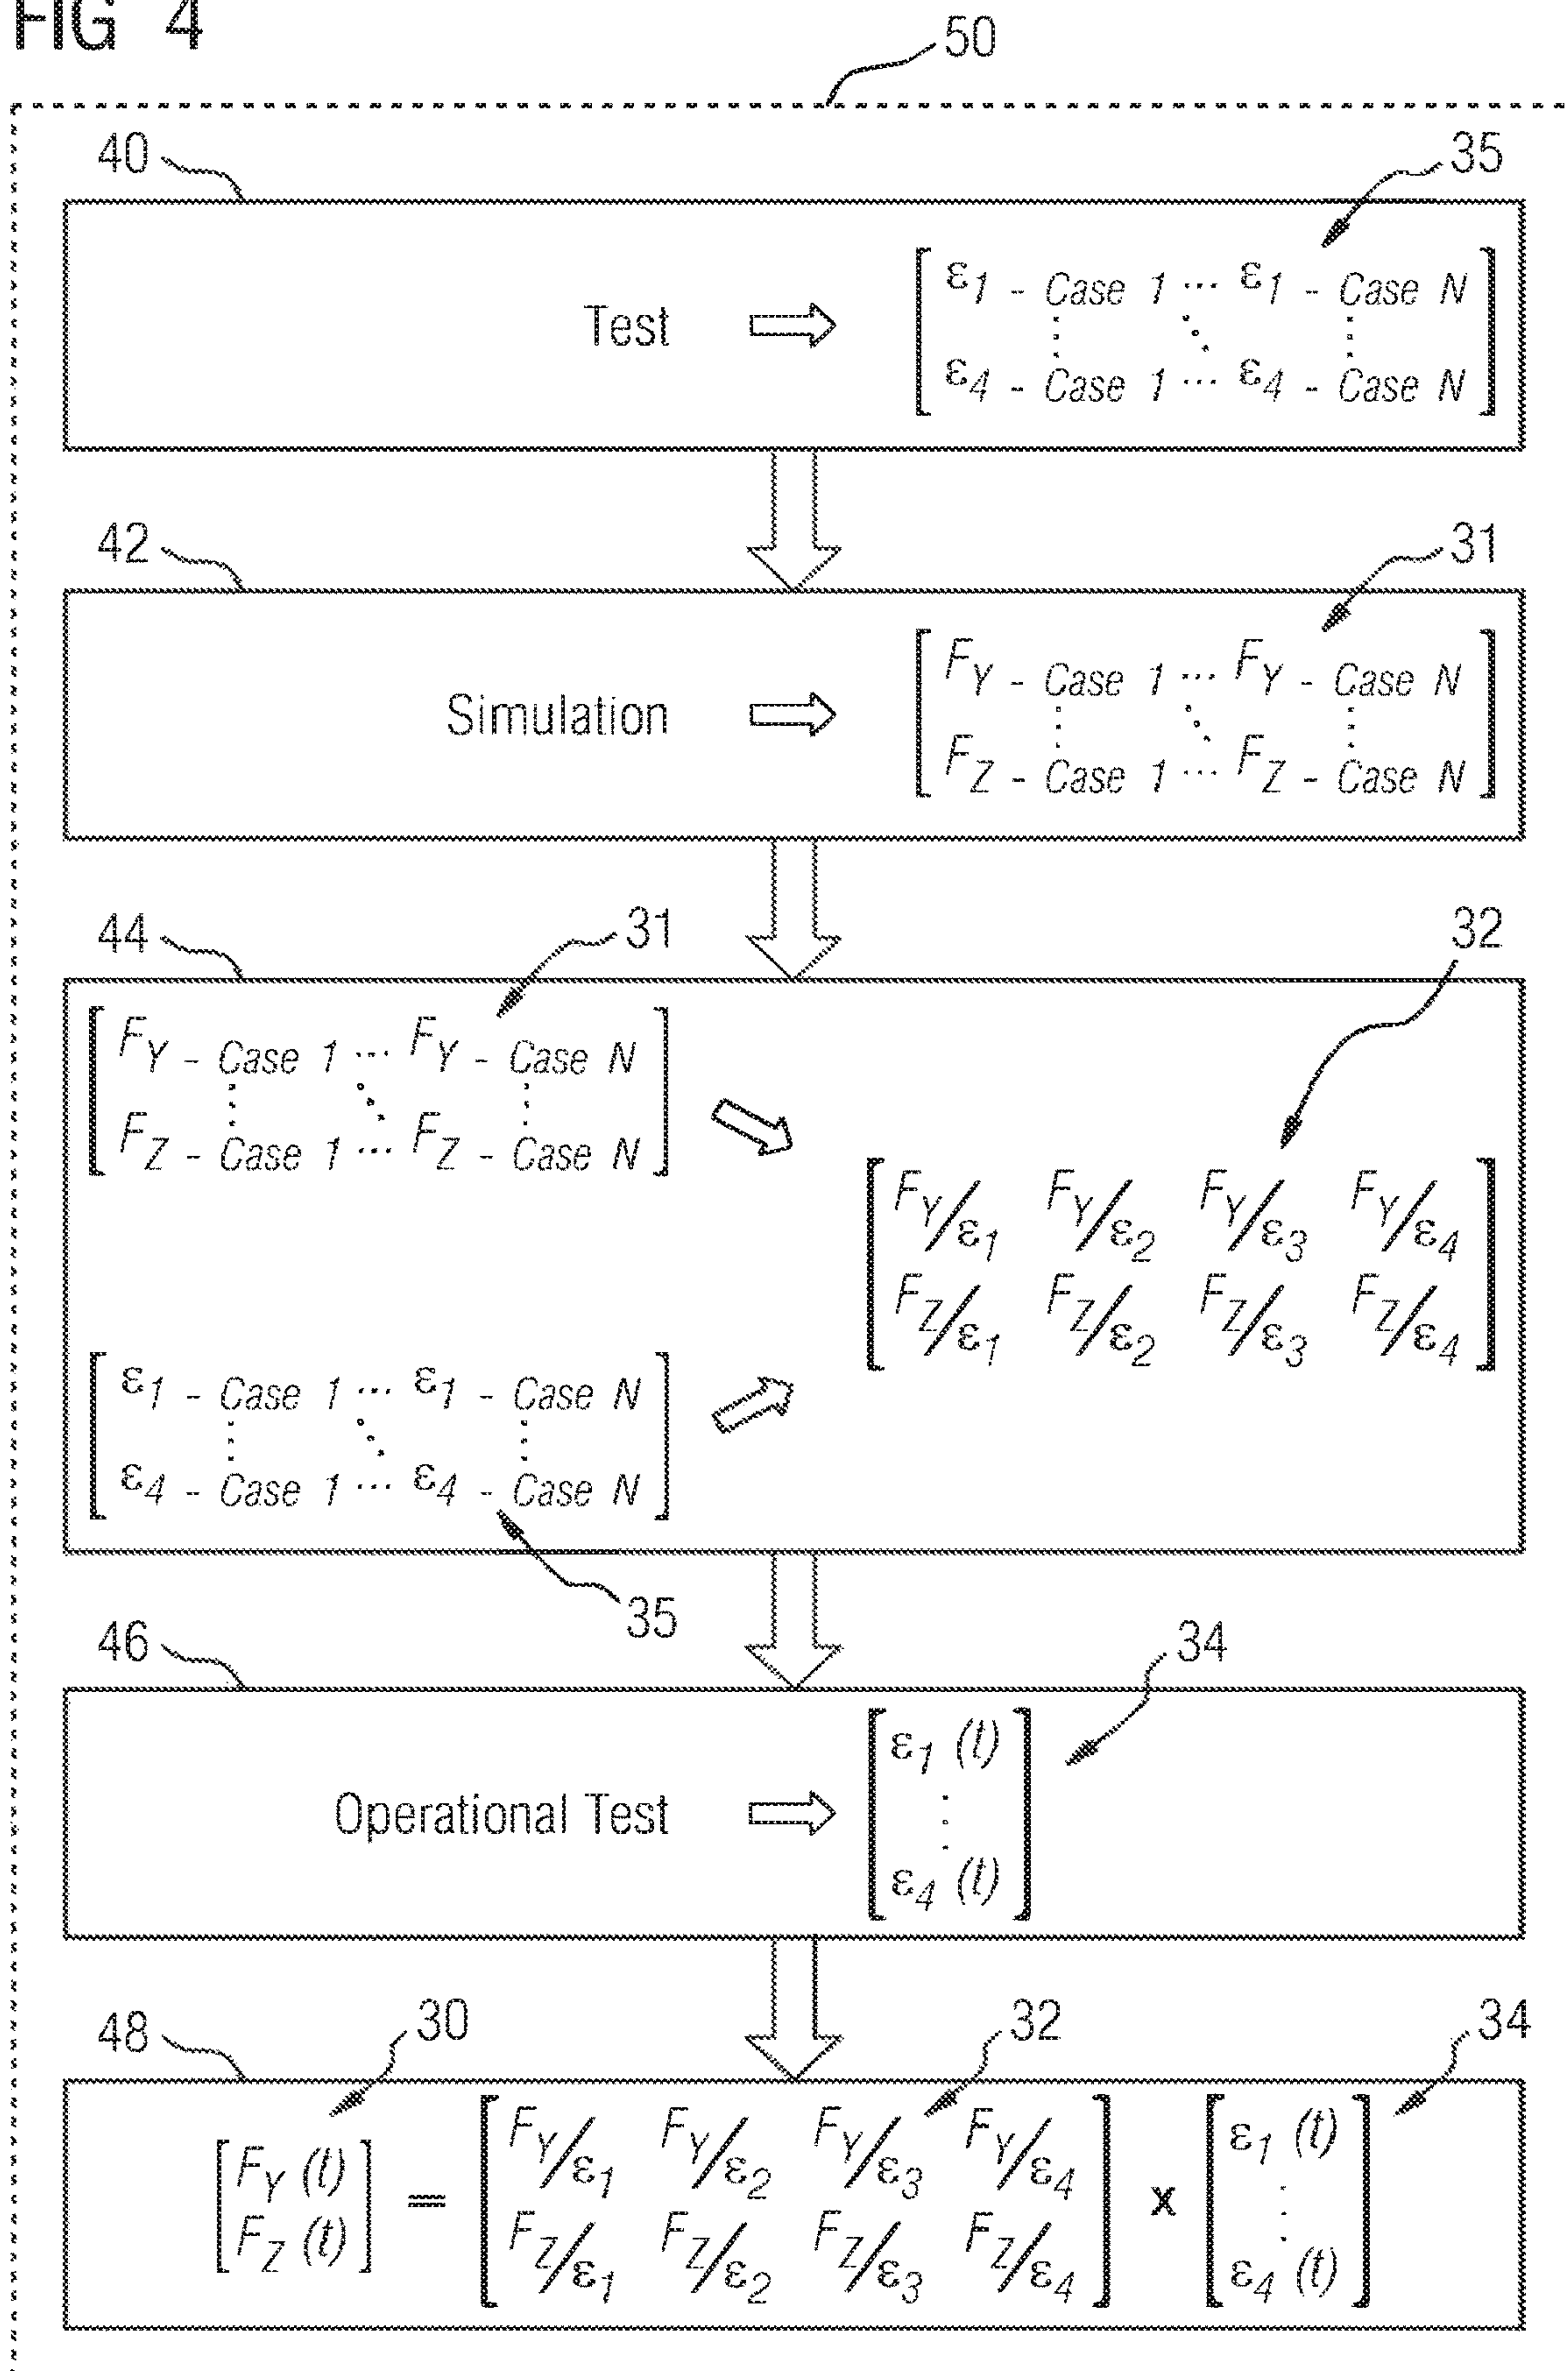 FIG 4
50
40
35
ε1 - Case 1 ... ε1 - Case N
Test ⇨
ε4 - Case 1 ... ε4 - Case N
42
31
FY - Case 1 ... FY - Case N
Simulation ⇨
FZ - Case 1 ... FZ - Case N
44
31
32
FY - Case 1 ... FY - Case N
FZ - Case 1 ... FZ - Case N
FY/ε1 FY/ε2 FY/ε3 FY/ε4
FZ/ε1 FZ/ε2 FZ/ε3 FZ/ε4
ε1 - Case 1 ... ε1 - Case N
ε4 - Case 1 ... ε4 - Case N
35
46
34
ε1 (t)
Operational Test ⇨
ε4 (t)
48
30
32
34
FY (t)
FZ (t)
=
FY/ε1 FY/ε2 FY/ε3 FY/ε4
FZ/ε1 FZ/ε2 FZ/ε3 FZ/ε4
x
ε1 (t)
ε4 (t)